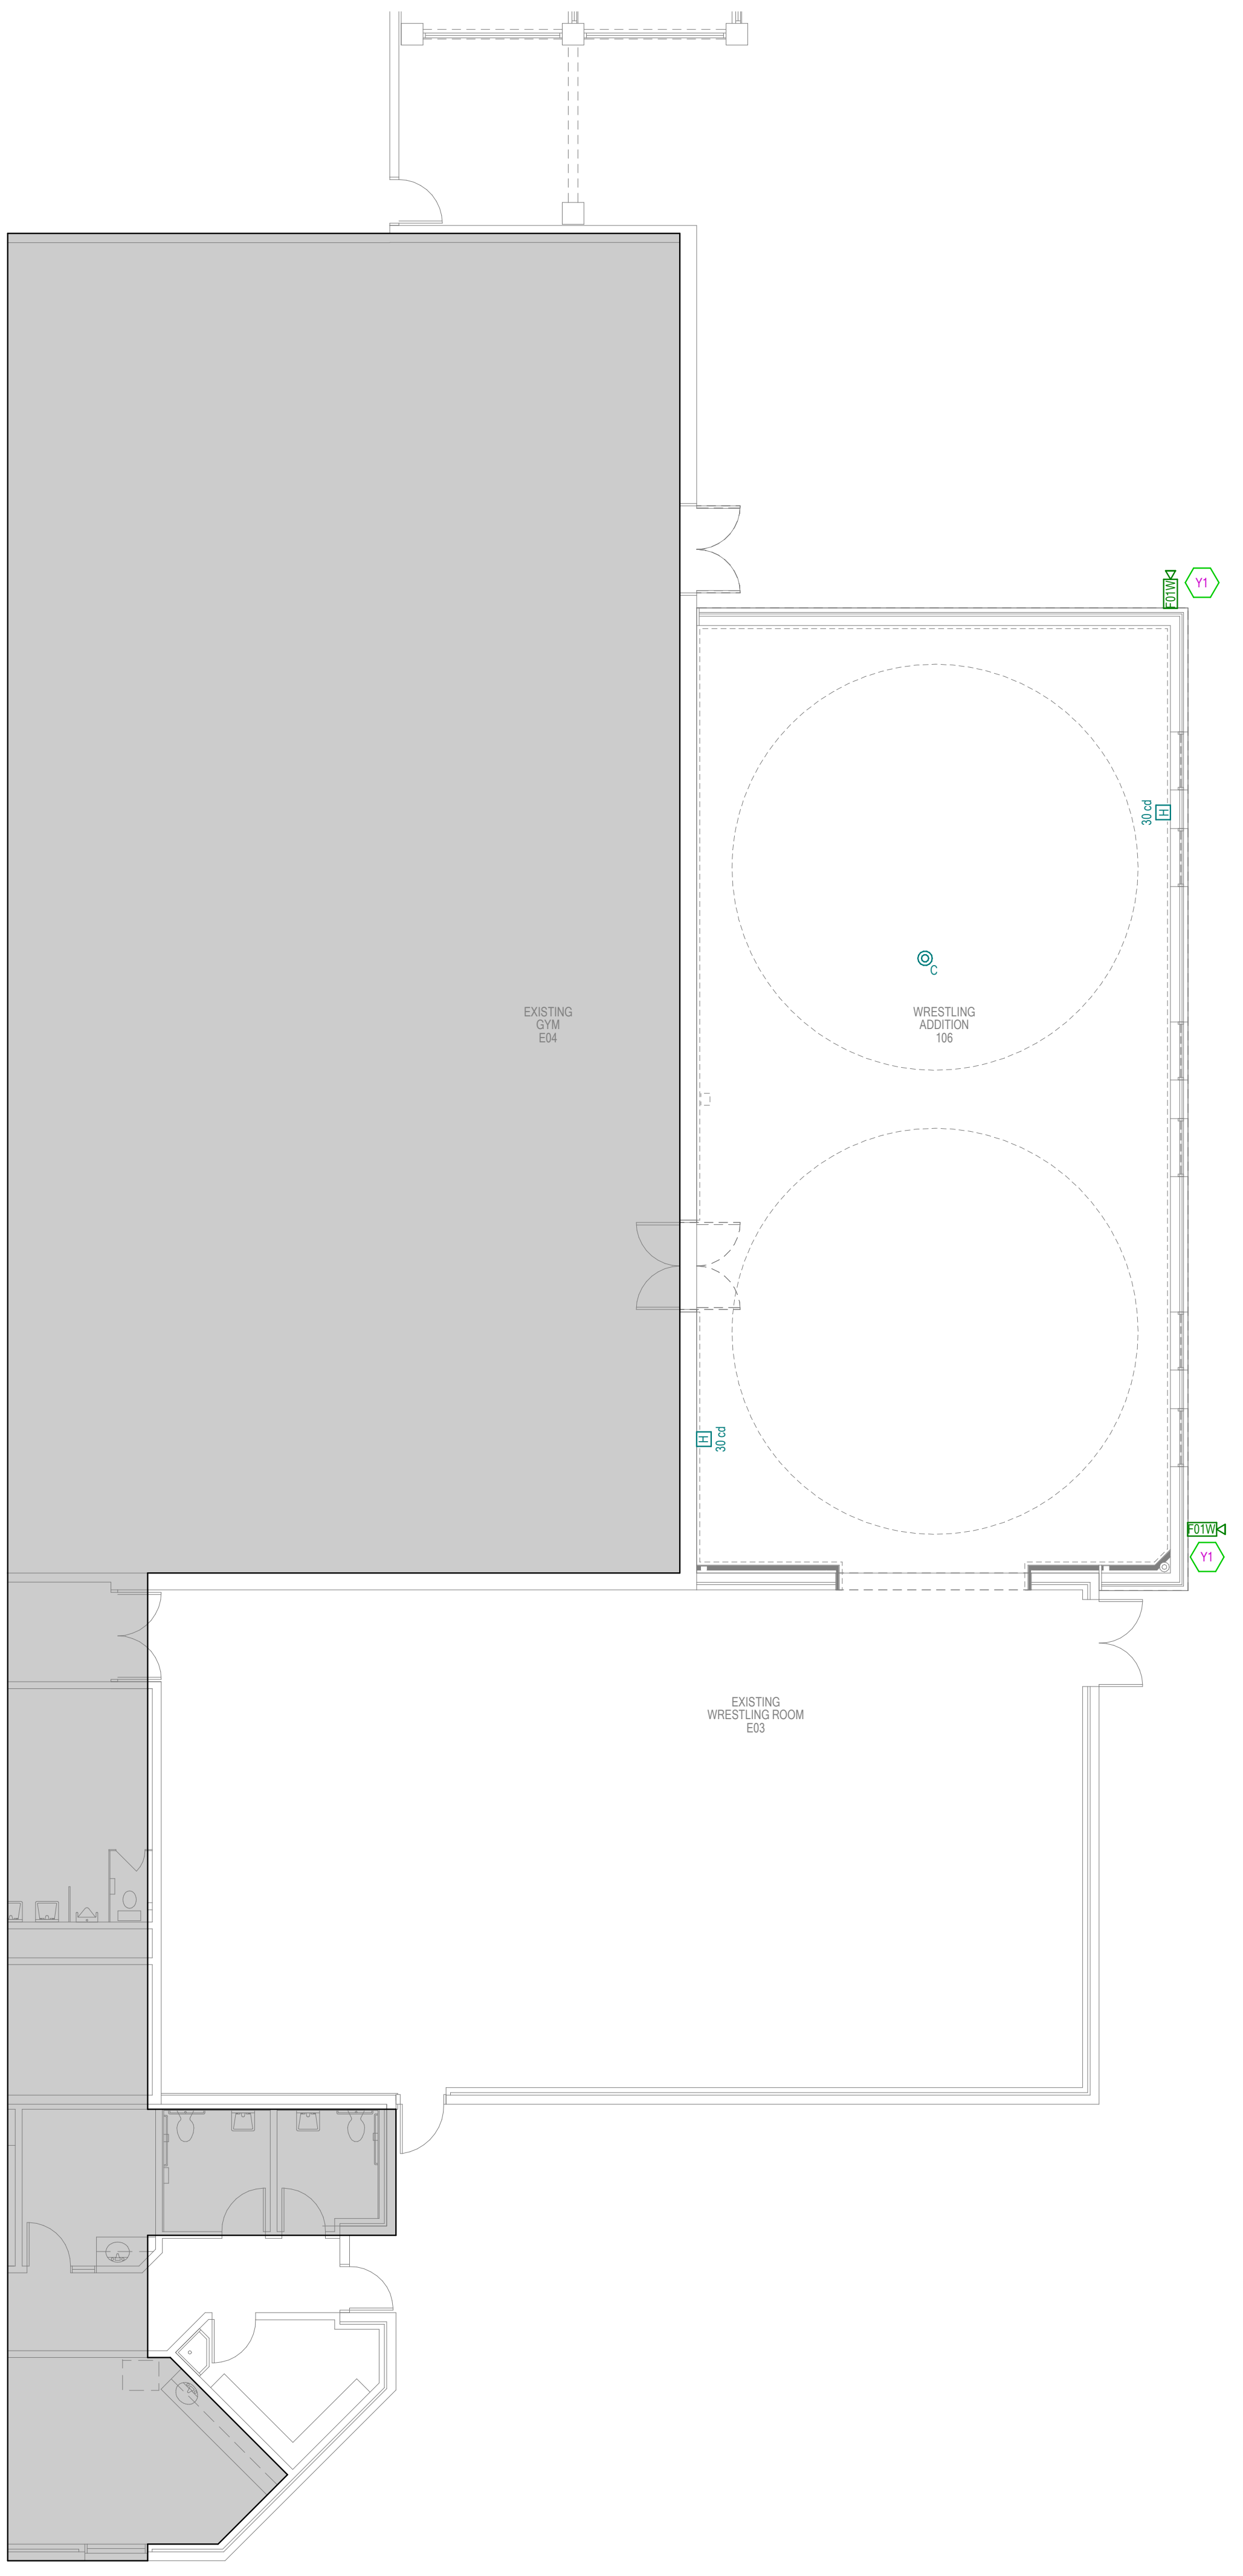 F01W
Y1
30 cd
H
C
EXISTING
GYM
E04
WRESTLING
ADDITION
106
H
30 cd
F01W
Y1
EXISTING
WRESTLING ROOM
E03